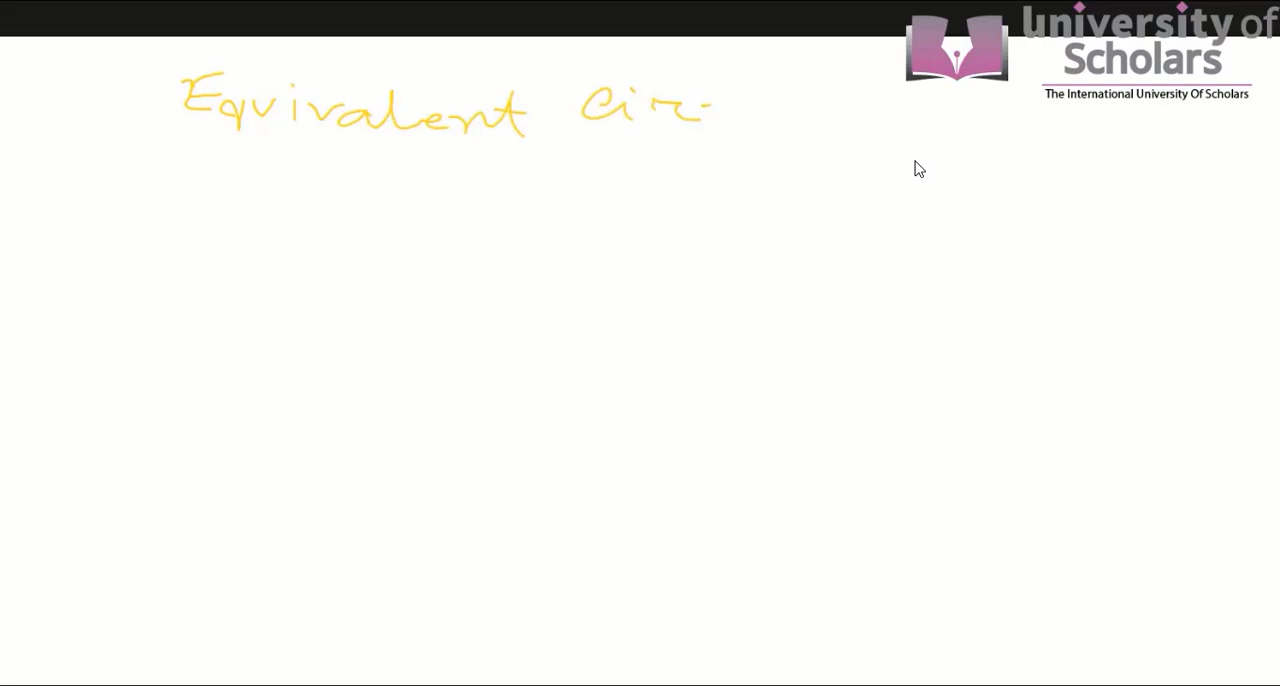 university of
Scholars
The International University Of Scholars
Equivalent Cir